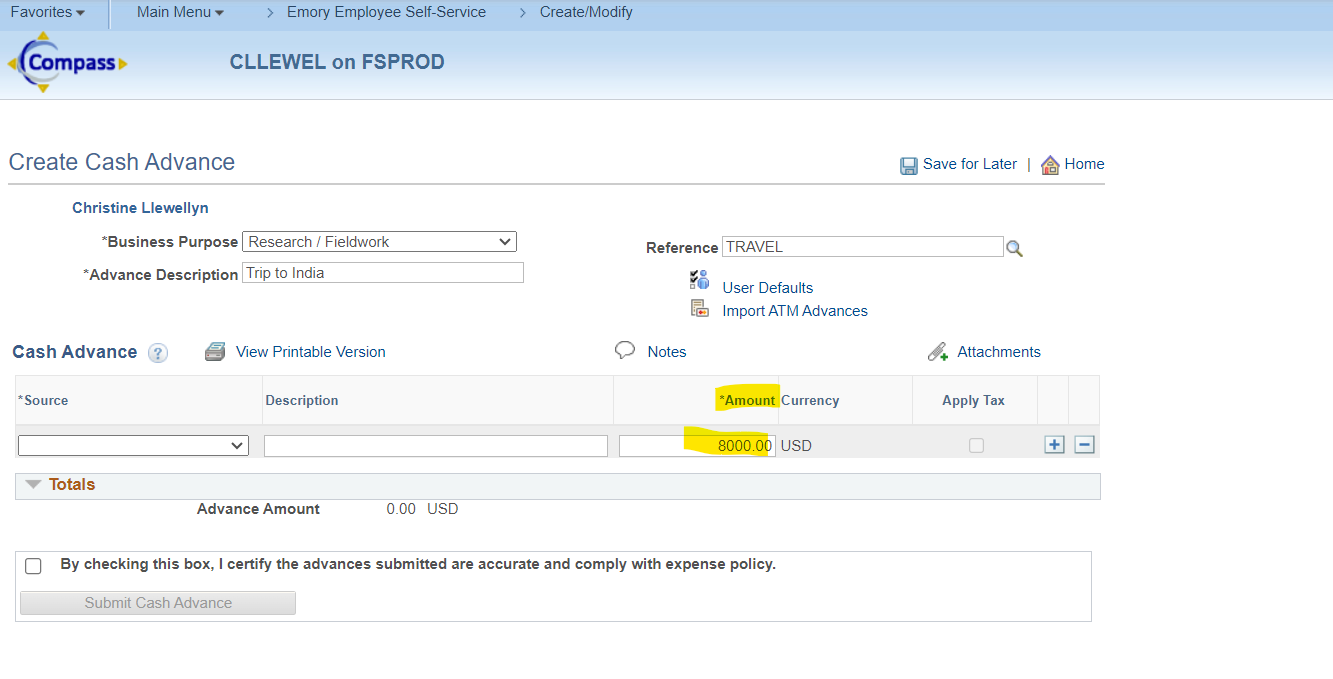 Favorites Main Menu > Emory Employee Self-Service > Create/Modify
Compass
CLLEWEL on FSPROD
Create Cash Advance
Save for Later | Home
Christine Llewellyn
*Business Purpose Research / Fieldwork
Reference TRAVEL
*Advance Description Trip to India
User Defaults
Import ATM Advances
Cash Advance ? View Printable Version Notes Attachments
*Source Description *Amount Currency Apply Tax
8000.00 USD + −
Totals
Advance Amount 0.00 USD
By checking this box, I certify the advances submitted are accurate and comply with expense policy.
Submit Cash Advance